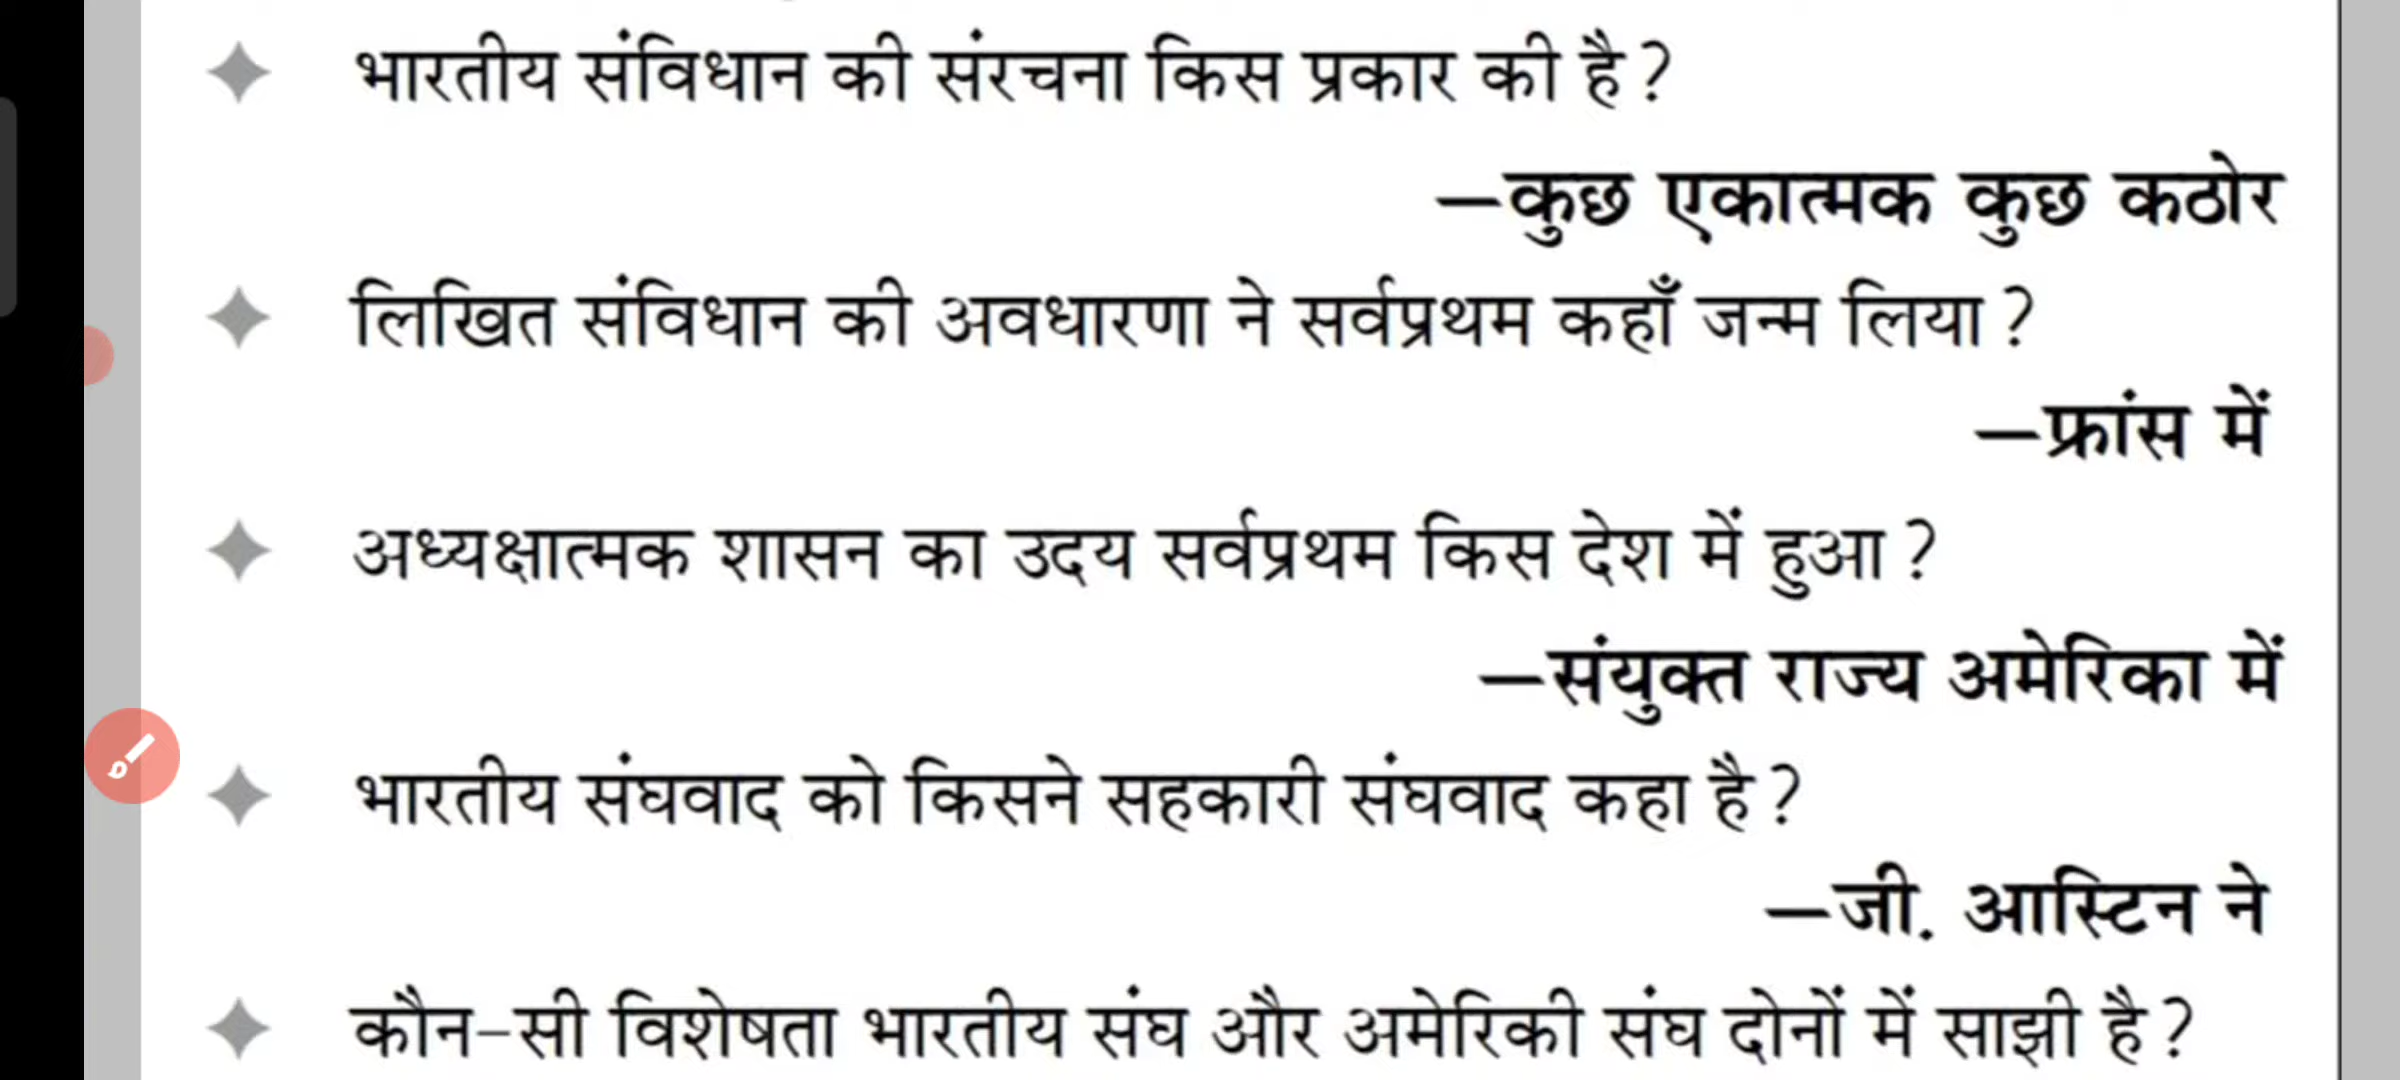 भारतीय संविधान की संरचना किस प्रकार की है?
—कुछ एकात्मक कुछ कठोर
लिखित संविधान की अवधारणा ने सर्वप्रथम कहाँ जन्म लिया?
—फ्रांस में
अध्यक्षात्मक शासन का उदय सर्वप्रथम किस देश में हुआ?
—संयुक्त राज्य अमेरिका में
भारतीय संघवाद को किसने सहकारी संघवाद कहा है?
—जी. आस्टिन ने
कौन-सी विशेषता भारतीय संघ और अमेरिकी संघ दोनों में साझी है?